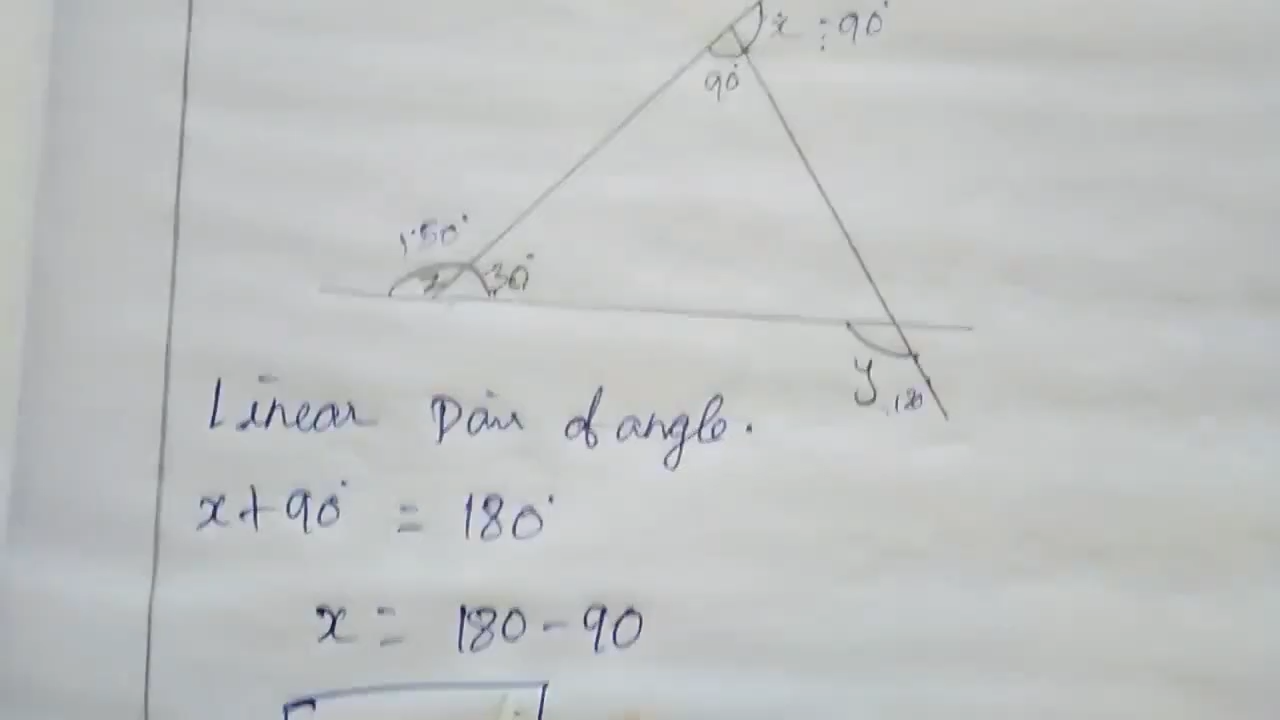 x = 90°
90°
150°
z 30°
y 120
Linear Pair of angle.
x + 90° = 180°
x = 180 - 90